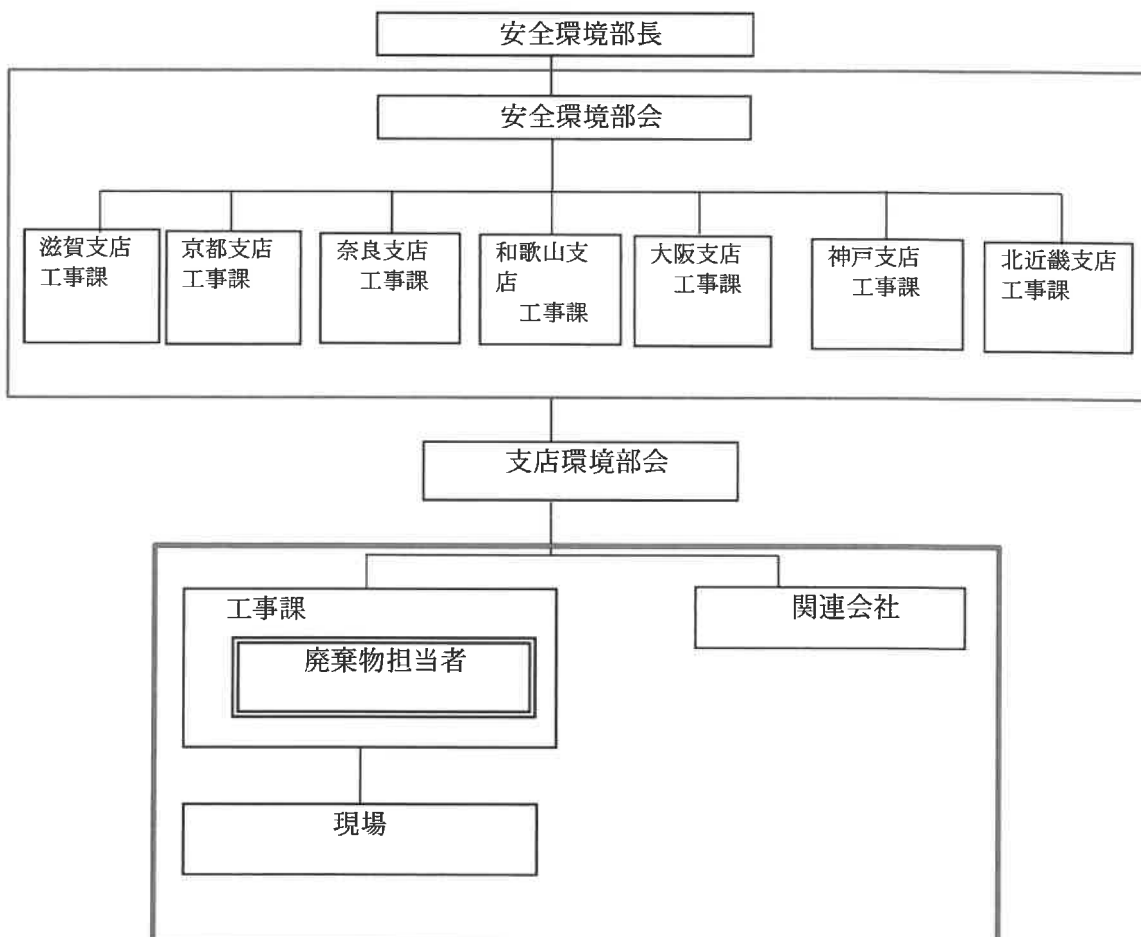 安全環境部長
安全環境部会
滋賀支店
工事課
京都支店
工事課
奈良支店
工事課
和歌山支
店
工事課
大阪支店
工事課
神戸支店
工事課
北近畿支店
工事課
支店環境部会
工事課
廃棄物担当者
関連会社
現場